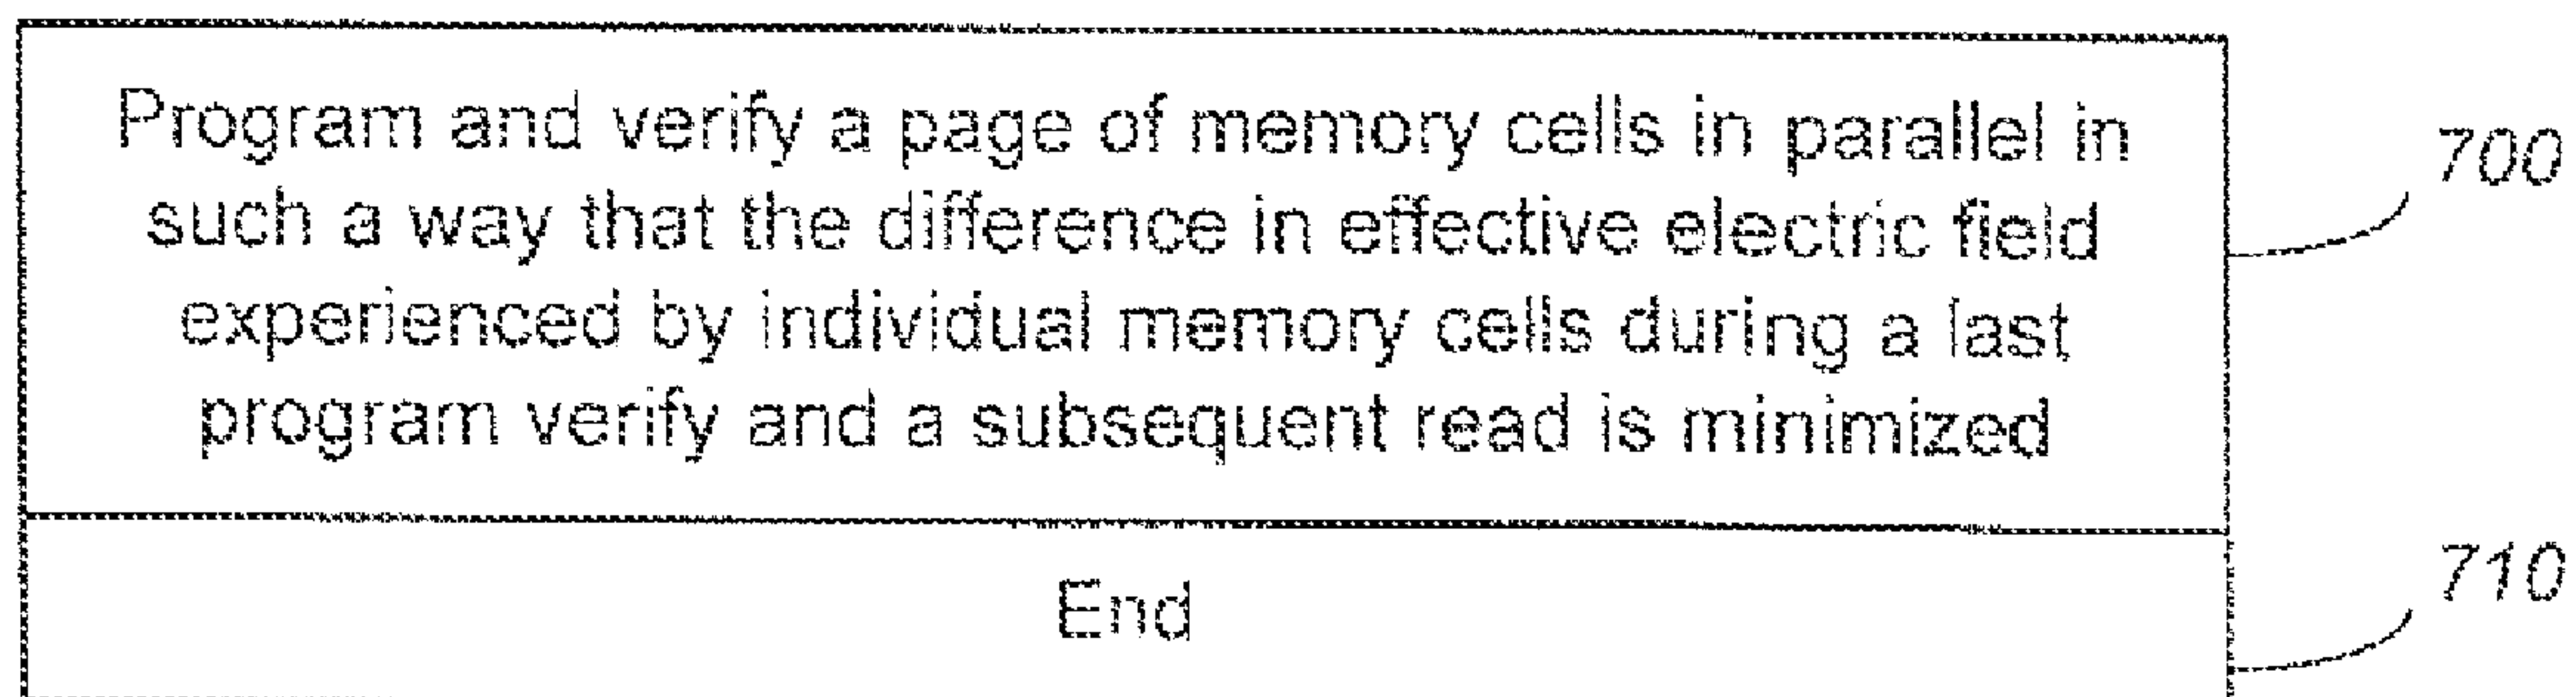 Program and verify a page of memory cells in parallel in
such a way that the difference in effective electric field
experienced by individual memory cells during a last
program verify and a subsequent read is minimized
700
End
710